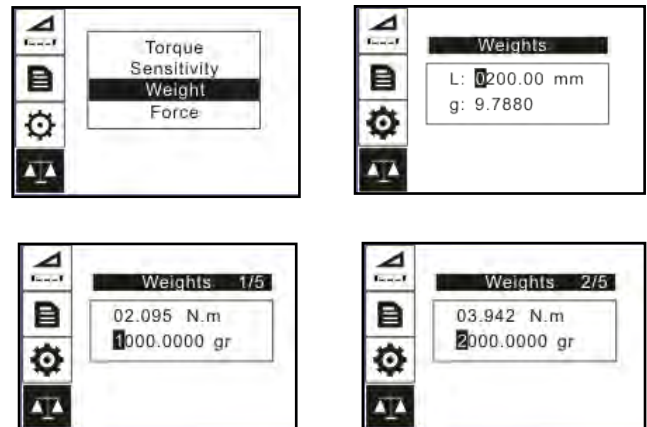 Torque
Sensitivity
Weight
Force
Weights
L: 0200.00 mm
g: 9.7880
Weights 1/5
02.095 N.m
1000.0000 gr
Weights 2/5
03.942 N.m
2000.0000 gr